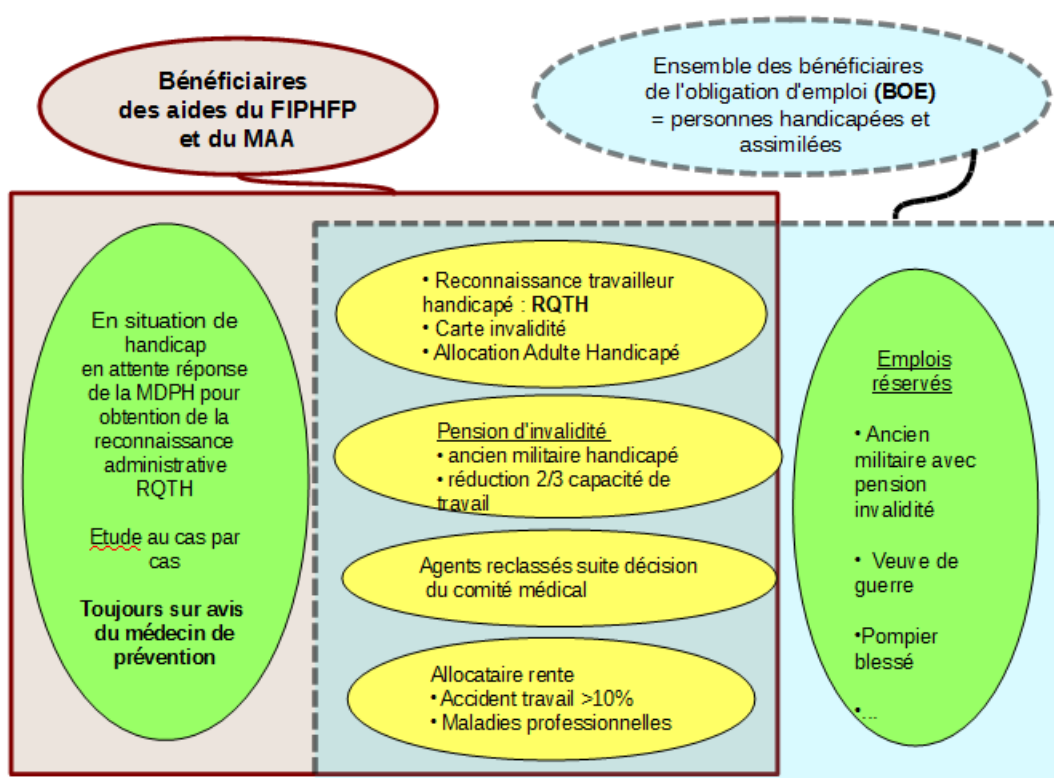 Bénéficiaires
des aides du FIPHFP
et du MAA
Ensemble des bénéficiaires
de l'obligation d'emploi (BOE)
= personnes handicapées et
assimilées
En situation de
handicap
en attente réponse
de la MDPH pour
obtention de la
reconnaissance
administrative
RQTH
Etude au cas par
cas
Toujours sur avis
du médecin de
prévention
• Reconnaissance travailleur
handicapé : RQTH
• Carte invalidité
• Allocation Adulte Handicapé
Pension d'invalidité
• ancien militaire handicapé
• réduction 2/3 capacité de
travail
Agents reclassés suite décision
du comité médical
Allocataire rente
• Accident travail >10%
• Maladies professionnelles
Emplois
réservés
• Ancien
militaire avec
pension
invalidité
• Veuve de
guerre
•Pompier
blessé
•...